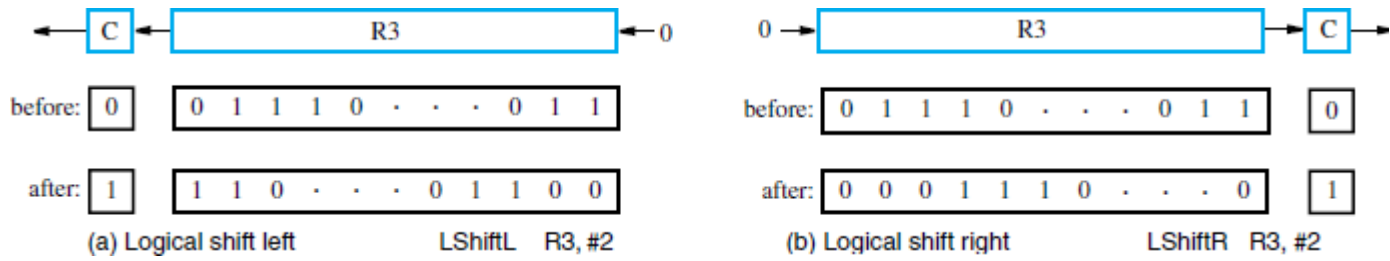 C R3 0 0 R3 C
before: 0 0 1 1 1 0 · · · 0 1 1 before: 0 1 1 1 0 · · · 0 1 1 0
after: 1 1 1 0 · · · 0 1 1 0 0 after: 0 0 0 1 1 1 0 · · · 0 1
(a) Logical shift left LShiftL R3, #2 (b) Logical shift right LShiftR R3, #2